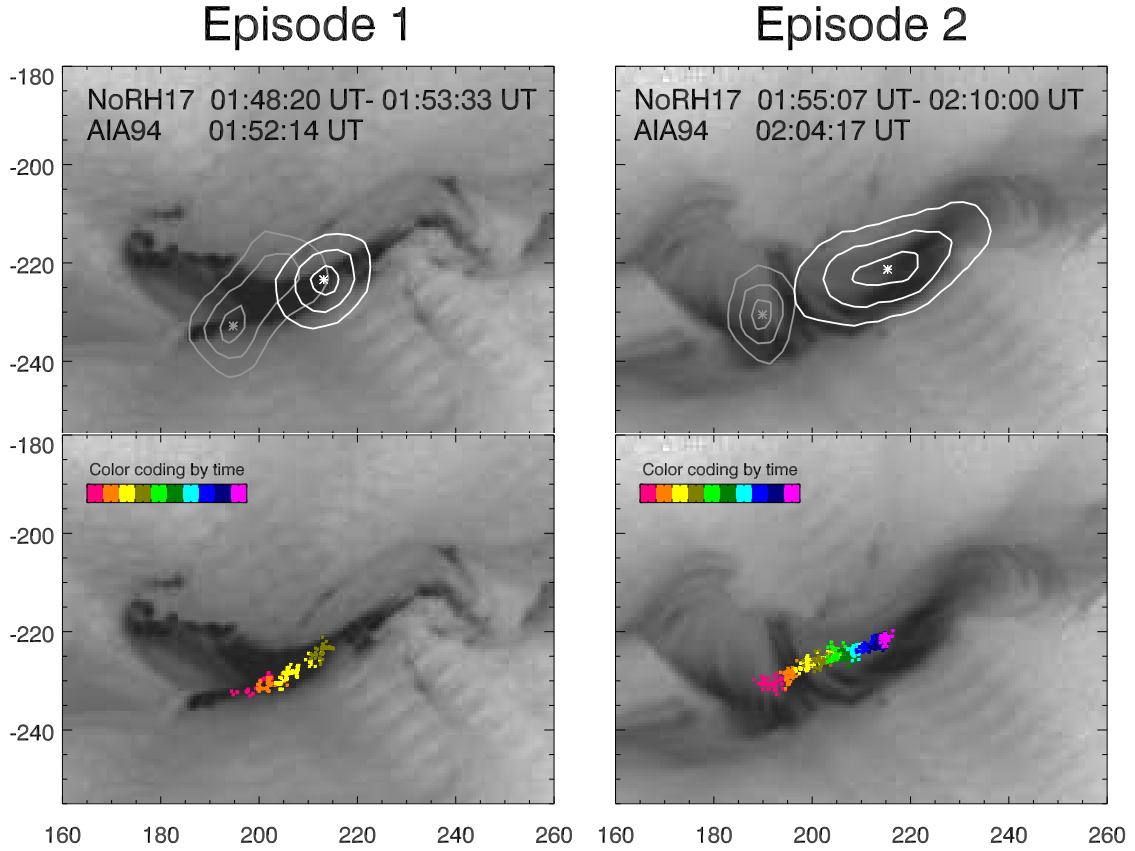 Episode 1
Episode 2
-180
NoRH17 01:48:20 UT- 01:53:33 UT
AIA94 01:52:14 UT
-200
-220
-240
NoRH17 01:55:07 UT- 02:10:00 UT
AIA94 02:04:17 UT
-180
Color coding by time
-200
-220
-240
Color coding by time
160 180 200 220 240 260
160 180 200 220 240 260